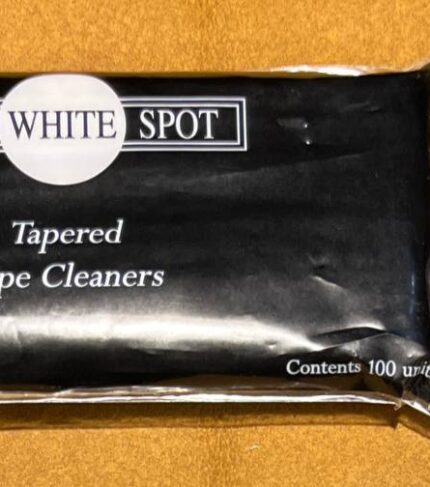 WHITE SPOT
Tapered
pe Cleaners
Contents 100 unit